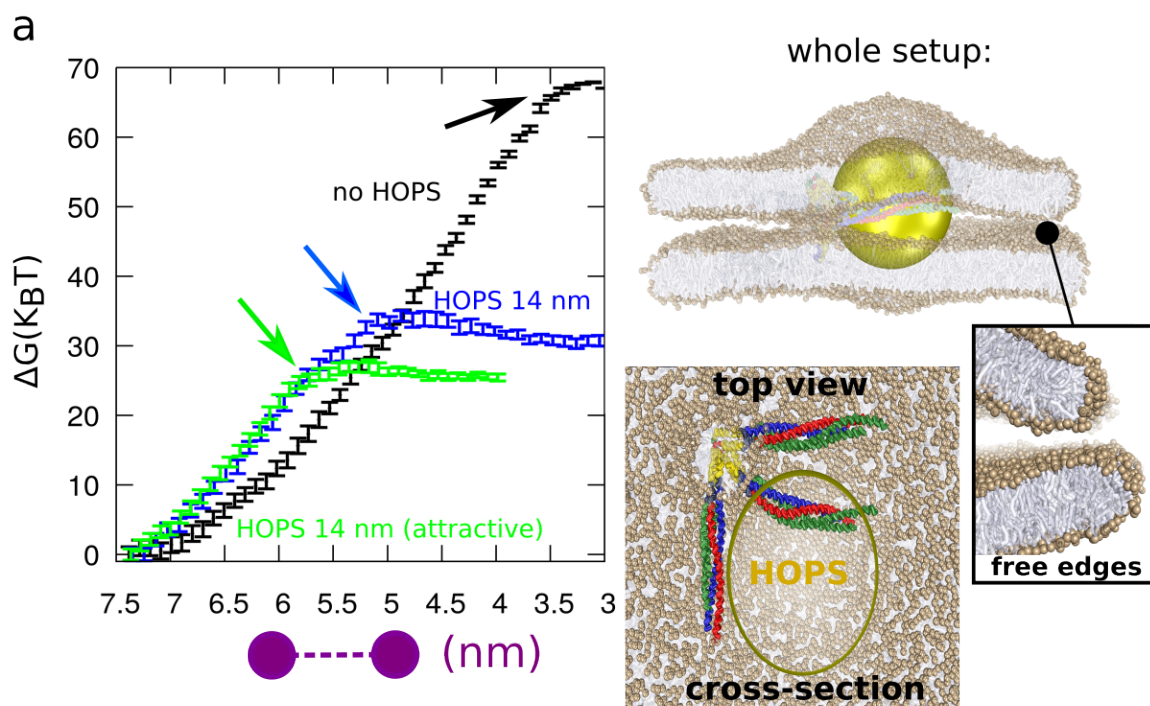 a
whole setup:
70
60
50
40
30
20
10
0
ΔG(KBT)
no HOPS
HOPS 14 nm
HOPS 14 nm (attractive)
7.5 7 6.5 6 5.5 5 4.5 4 3.5 3
(nm)
top view
HOPS
cross-section
free edges